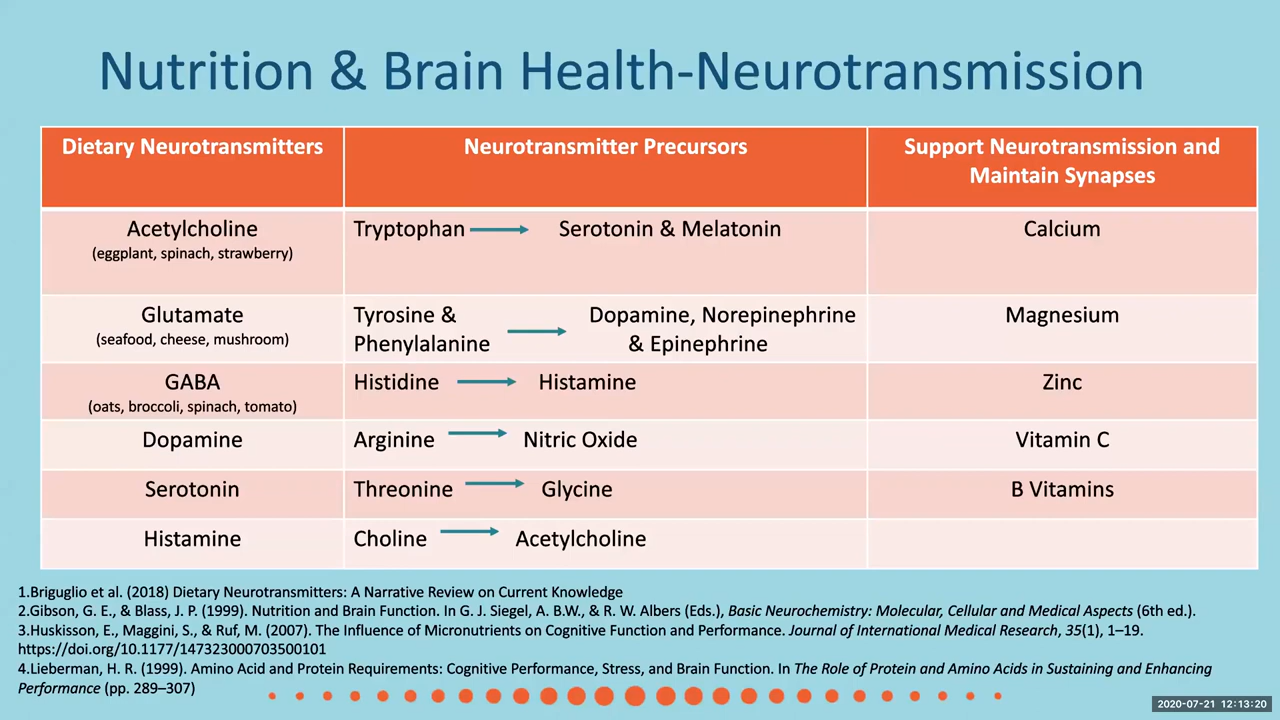 Nutrition & Brain Health-Neurotransmission
Dietary Neurotransmitters
Neurotransmitter Precursors
Support Neurotransmission and
Maintain Synapses
Acetylcholine
(eggplant, spinach, strawberry)
Tryptophan → Serotonin & Melatonin
Calcium
Glutamate
(seafood, cheese, mushroom)
Tyrosine &
Phenylalanine → Dopamine, Norepinephrine
& Epinephrine
Magnesium
GABA
(oats, broccoli, spinach, tomato)
Histidine → Histamine
Zinc
Dopamine
Arginine → Nitric Oxide
Vitamin C
Serotonin
Threonine → Glycine
B Vitamins
Histamine
Choline → Acetylcholine
1.Briguglio et al. (2018) Dietary Neurotransmitters: A Narrative Review on Current Knowledge
2.Gibson, G. E., & Blass, J. P. (1999). Nutrition and Brain Function. In G. J. Siegel, A. B.W., & R. W. Albers (Eds.), Basic Neurochemistry: Molecular, Cellular and Medical Aspects (6th ed.).
3.Huskisson, E., Maggini, S., & Ruf, M. (2007). The Influence of Micronutrients on Cognitive Function and Performance. Journal of International Medical Research, 35(1), 1–19.
https://doi.org/10.1177/147323000703500101
4.Lieberman, H. R. (1999). Amino Acid and Protein Requirements: Cognitive Performance, Stress, and Brain Function. In The Role of Protein and Amino Acids in Sustaining and Enhancing
Performance (pp. 289–307)
2020-07-21 12:13:20